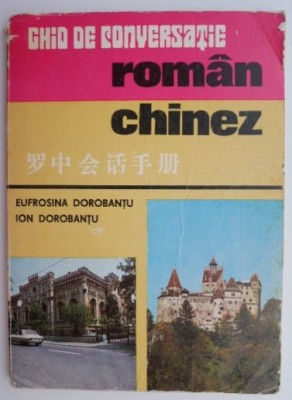 GHID DE CONVERSAȚIE
român
chinez
罗中会话手册
EUFROSINA DOROBANȚU
ION DOROBANȚU